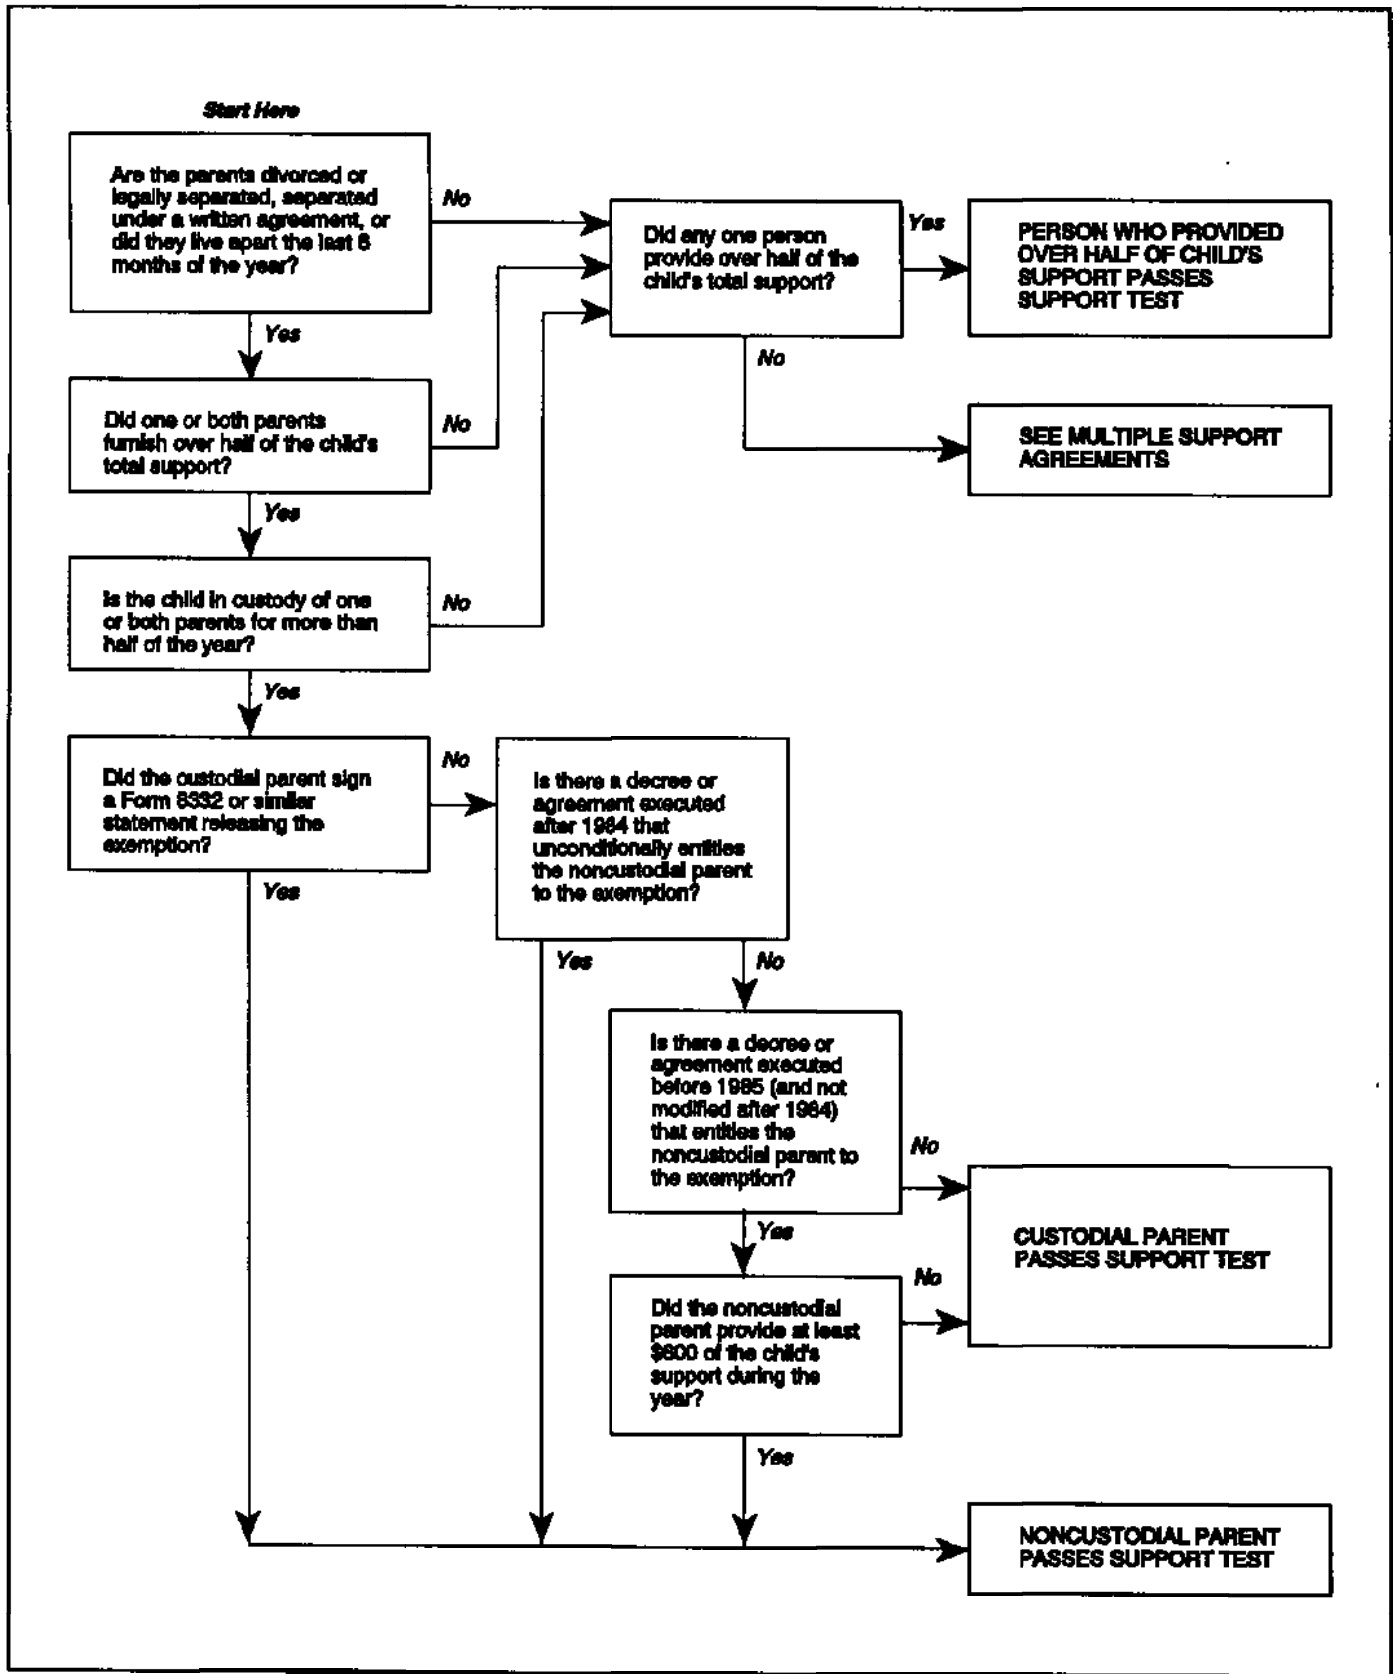 Start Here
Are the parents divorced or
legally separated, separated
under a written agreement, or
did they live apart the last 6
months of the year?
No
Yes
Did any one person
provide over half of the
child's total support?
Yes
No
PERSON WHO PROVIDED
OVER HALF OF CHILD'S
SUPPORT PASSES
SUPPORT TEST
Did one or both parents
furnish over half of the child's
total support?
No
Yes
SEE MULTIPLE SUPPORT
AGREEMENTS
Is the child in custody of one
or both parents for more than
half of the year?
No
Yes
Did the custodial parent sign
a Form 8332 or similar
statement releasing the
exemption?
No
Yes
Is there a decree or
agreement executed
after 1984 that
unconditionally entitles
the noncustodial parent
to the exemption?
Yes
No
Is there a decree or
agreement executed
before 1985 (and not
modified after 1984)
that entitles the
noncustodial parent to
the exemption?
No
Yes
CUSTODIAL PARENT
PASSES SUPPORT TEST
Did the noncustodial
parent provide at least
$600 of the child's
support during the
year?
No
Yes
NONCUSTODIAL PARENT
PASSES SUPPORT TEST